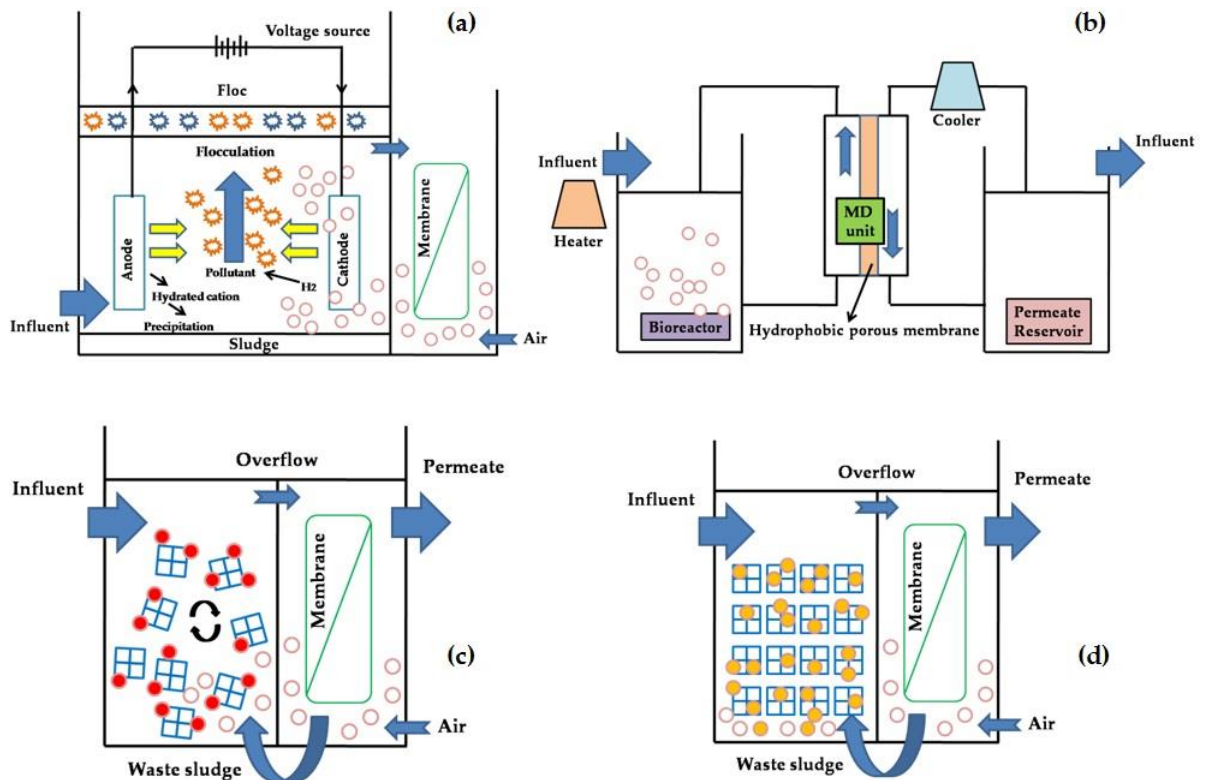 (a)
Voltage source
Floc
Flocculation
Anode
Cathode
Membrane
Pollutant
H2
Hydrated cation
Precipitation
Influent
Sludge
Air
(b)
Cooler
Influent
Influent
Heater
MD
unit
Bioreactor
Hydrophobic porous membrane
Permeate
Reservoir
(c)
Overflow
Permeate
Influent
Membrane
Air
Waste sludge
(d)
Overflow
Permeate
Influent
Membrane
Air
Waste sludge